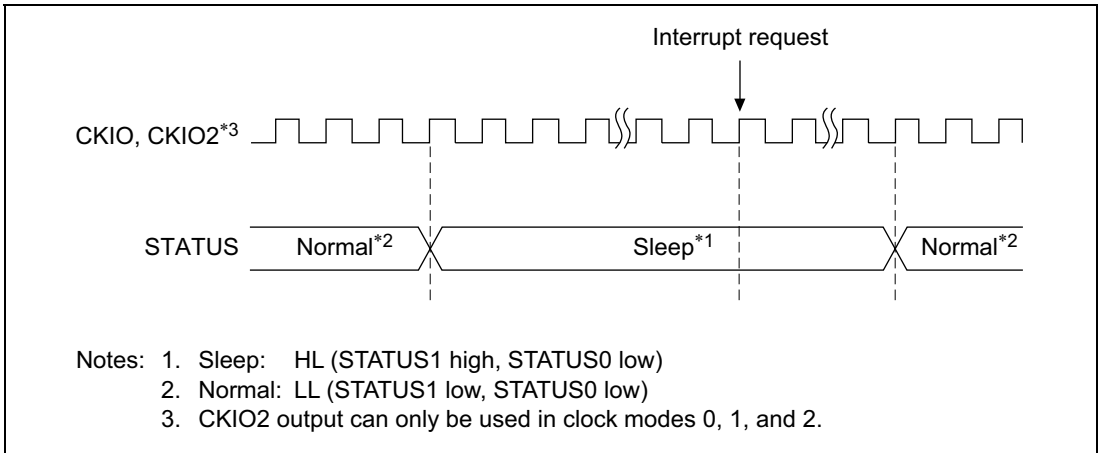 Interrupt request
CKIO, CKIO2*3
STATUS Normal*2 Sleep*1 Normal*2
Notes: 1. Sleep: HL (STATUS1 high, STATUS0 low)
2. Normal: LL (STATUS1 low, STATUS0 low)
3. CKIO2 output can only be used in clock modes 0, 1, and 2.